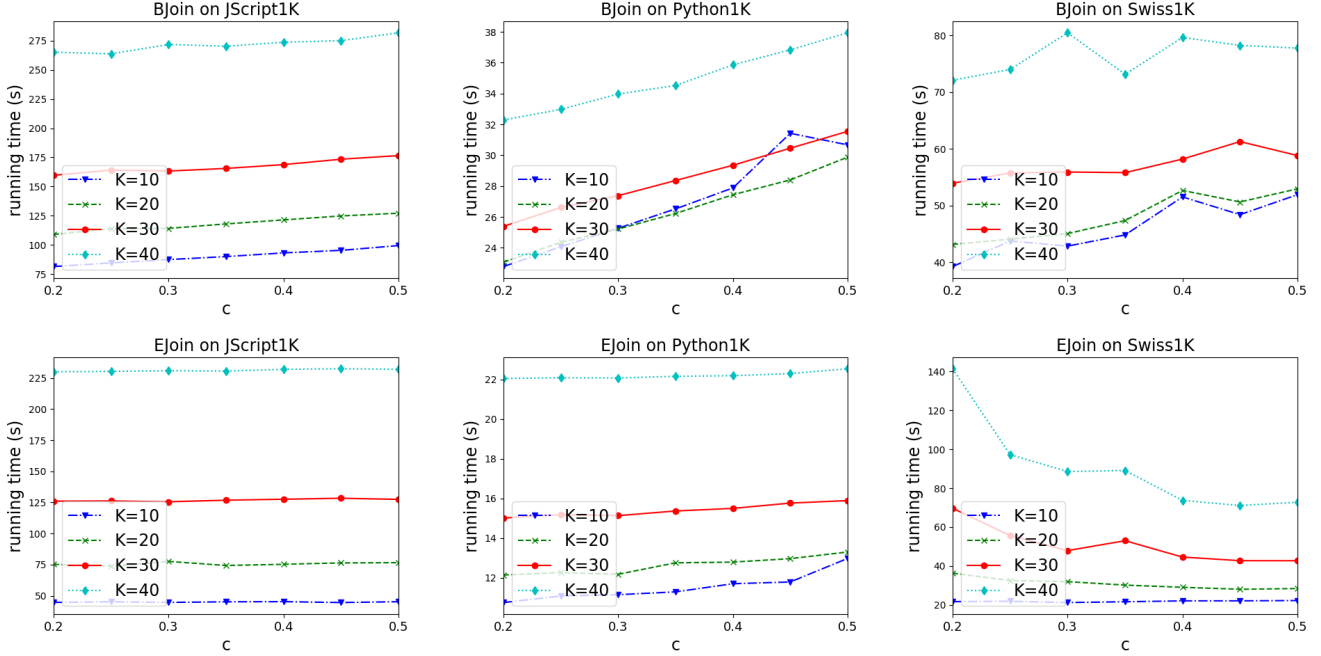 BJoin on JScript1K
running time (s)
275
250
225
200
175
150
125
100
75
K=10
K=20
K=30
K=40
0.2 0.3 0.4 0.5
c
BJoin on Python1K
running time (s)
38
36
34
32
30
28
26
24
K=10
K=20
K=30
K=40
0.2 0.3 0.4 0.5
c
BJoin on Swiss1K
running time (s)
80
70
60
50
40
K=10
K=20
K=30
K=40
0.2 0.3 0.4 0.5
c
EJoin on JScript1K
running time (s)
225
200
175
150
125
100
75
50
K=10
K=20
K=30
K=40
0.2 0.3 0.4 0.5
c
EJoin on Python1K
running time (s)
22
20
18
16
14
12
K=10
K=20
K=30
K=40
0.2 0.3 0.4 0.5
c
EJoin on Swiss1K
running time (s)
140
120
100
80
60
40
20
K=10
K=20
K=30
K=40
0.2 0.3 0.4 0.5
c